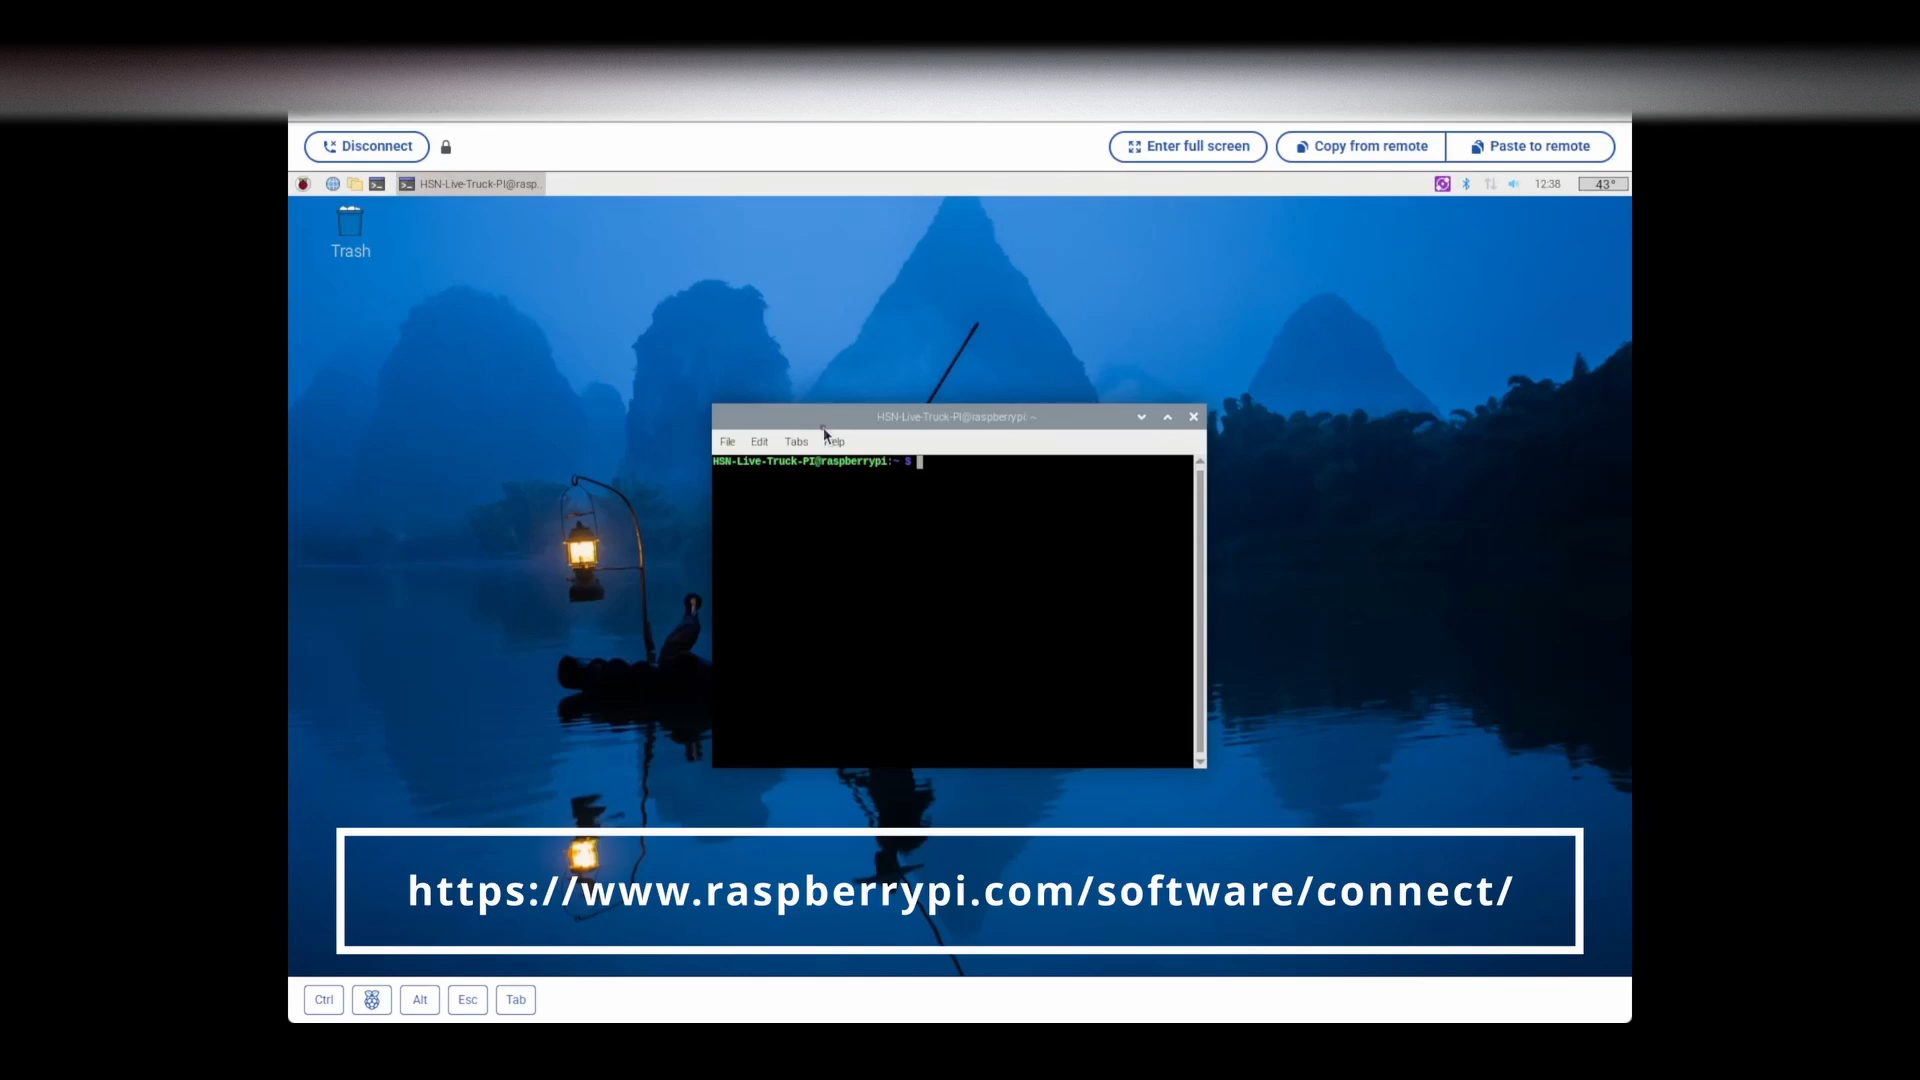 Disconnect
Enter full screen
Copy from remote
Paste to remote
HSN-Live-Truck-PI@rasp..
12:38
43°
Trash
HSN-Live-Truck-PI@raspberrypi: ~
File Edit Tabs Help
HSN-Live-Truck-PI@raspberrypi:~ $
https://www.raspberrypi.com/software/connect/
Ctrl
Alt
Esc
Tab